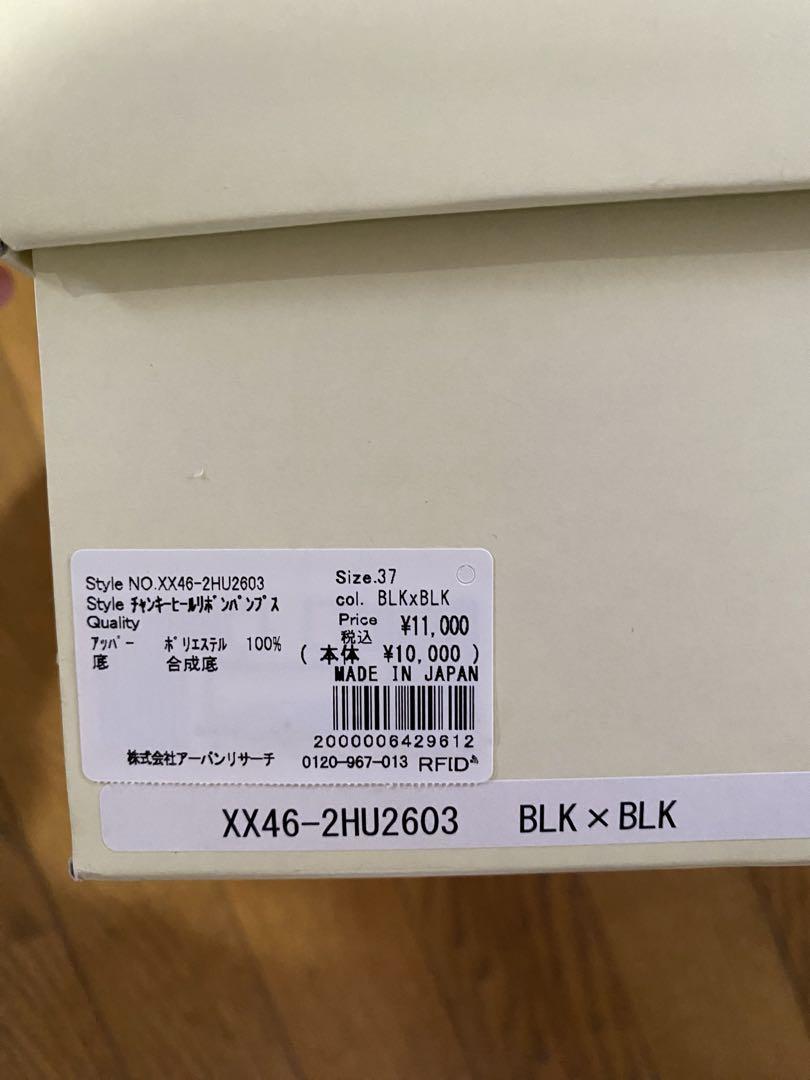 Style NO.XX46-2HU2603
Size.37
Style ﾁｬﾝｷｰﾋｰﾙﾘﾎﾞﾝﾊﾟﾝﾌﾟｽ
col. BLKxBLK
Quality
Price 税込 ¥11,000
ｱｯﾊﾟｰ ﾎﾟﾘｴｽﾃﾙ 100%
( 本体 ¥10,000 )
底 合成底
MADE IN JAPAN
2000006429612
株式会社アーバンリサーチ 0120-967-013 RFID
XX46-2HU2603 BLK×BLK